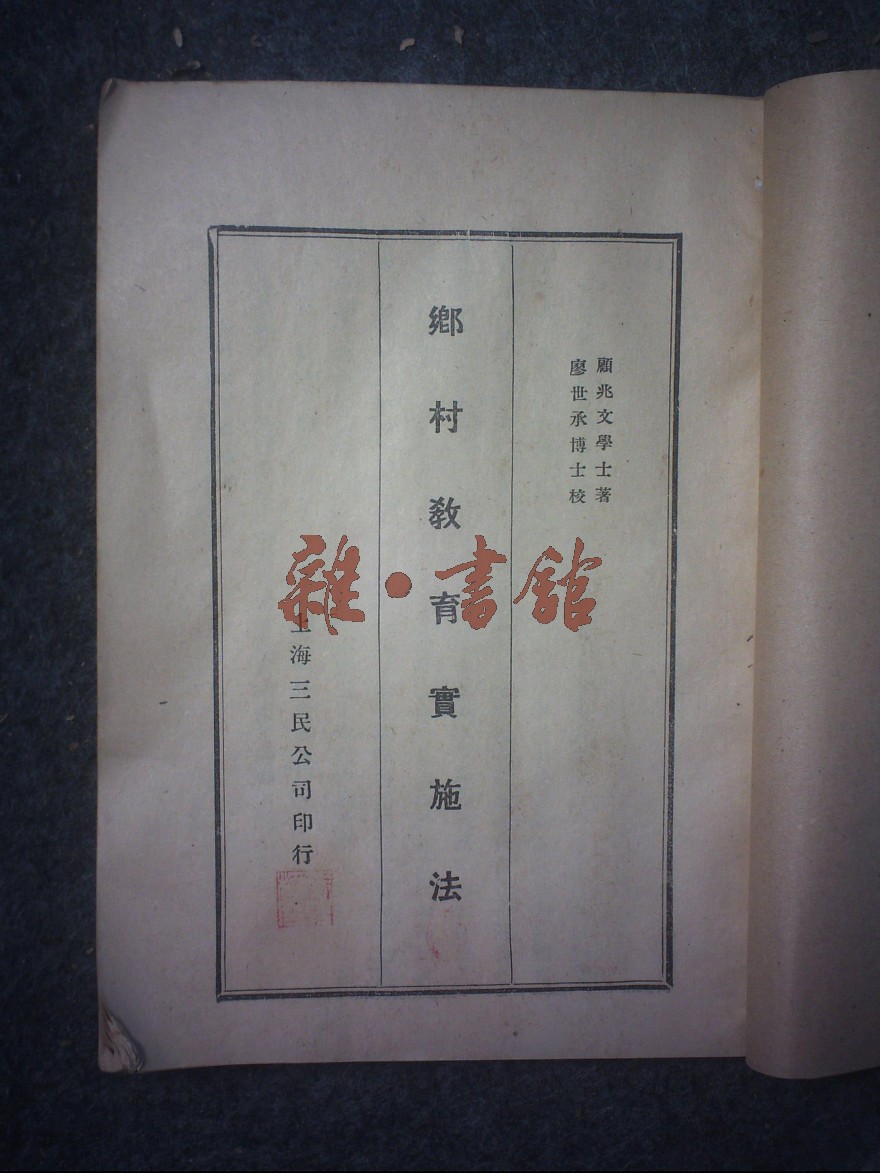 顧兆文學士著
廖世承博士校
鄉村教育實施法
上海三民公司印行
雜·書館